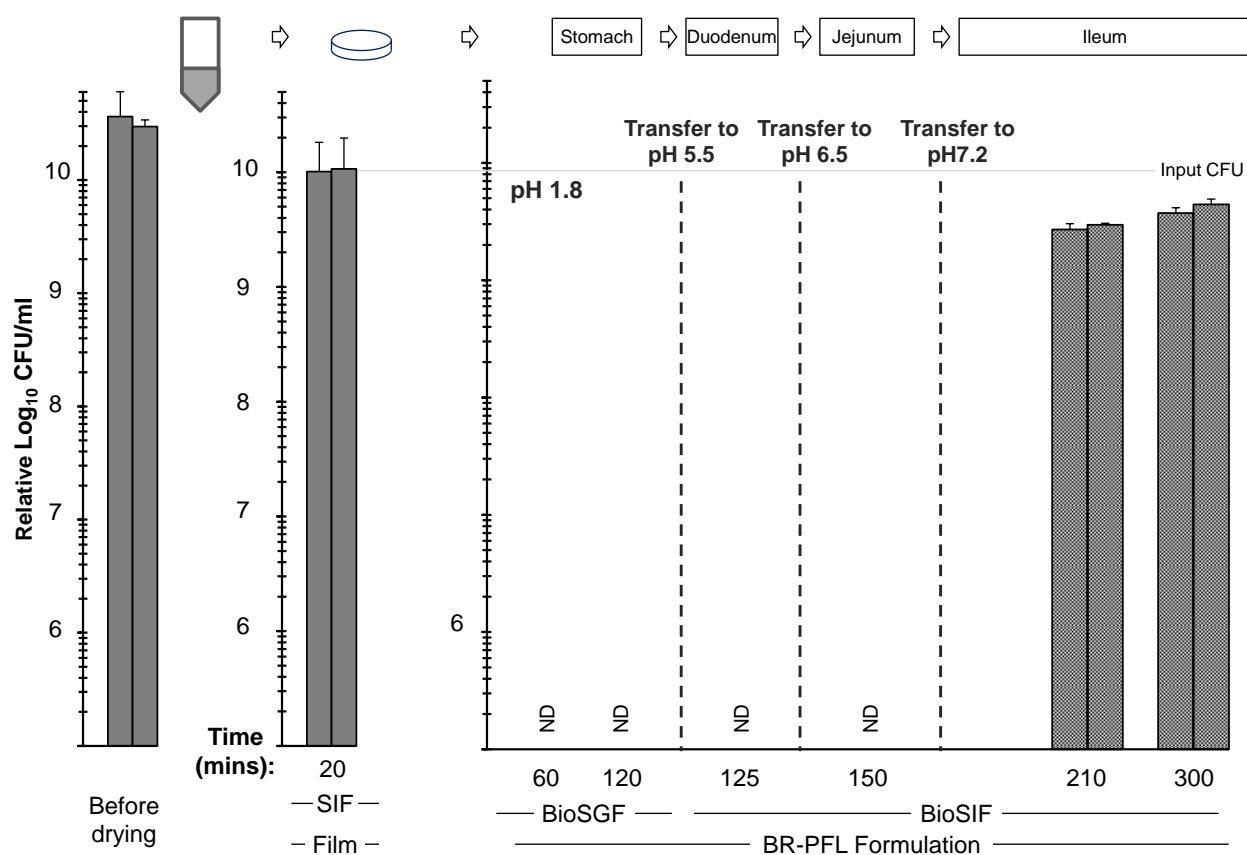 Stomach
Duodenum
Jejunum
Ileum
Transfer to
pH 5.5
Transfer to
pH 6.5
Transfer to
pH7.2
Input CFU
pH 1.8
Relative Log10 CFU/ml
10
9
8
7
6
10
9
8
7
6
6
ND
ND
ND
ND
Time
(mins):
20
60
120
125
150
210
300
Before
drying
SIF
BioSGF
BioSIF
Film
BR-PFL Formulation